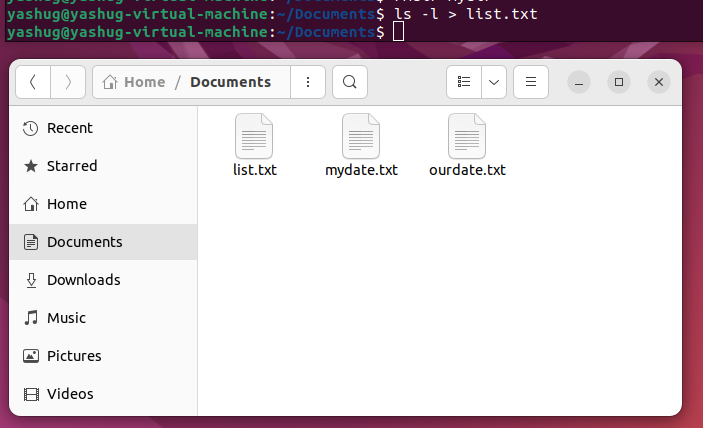 yashug@yashug-virtual-machine:~/Documents$ ls -l > list.txt
yashug@yashug-virtual-machine:~/Documents$
Home / Documents
Recent
Starred
Home
Documents
Downloads
Music
Pictures
Videos
list.txt
mydate.txt
ourdate.txt